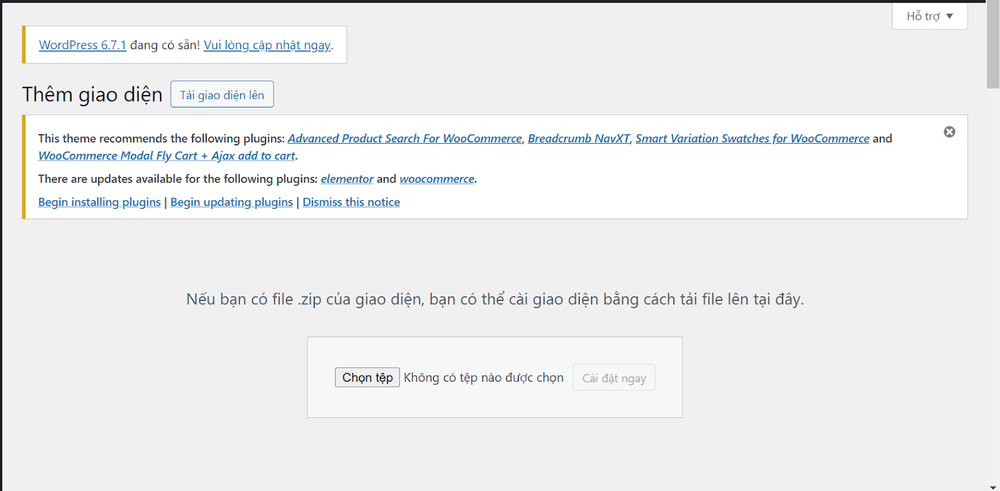 Hỗ trợ
WordPress 6.7.1 đang có sẵn! Vui lòng cập nhật ngay.
Thêm giao diện Tải giao diện lên
This theme recommends the following plugins: Advanced Product Search For WooCommerce, Breadcrumb NavXT, Smart Variation Swatches for WooCommerce and
WooCommerce Modal Fly Cart + Ajax add to cart.
There are updates available for the following plugins: elementor and woocommerce.
Begin installing plugins | Begin updating plugins | Dismiss this notice
Nếu bạn có file .zip của giao diện, bạn có thể cài giao diện bằng cách tải file lên tại đây.
Chọn tệp Không có tệp nào được chọn Cài đặt ngay